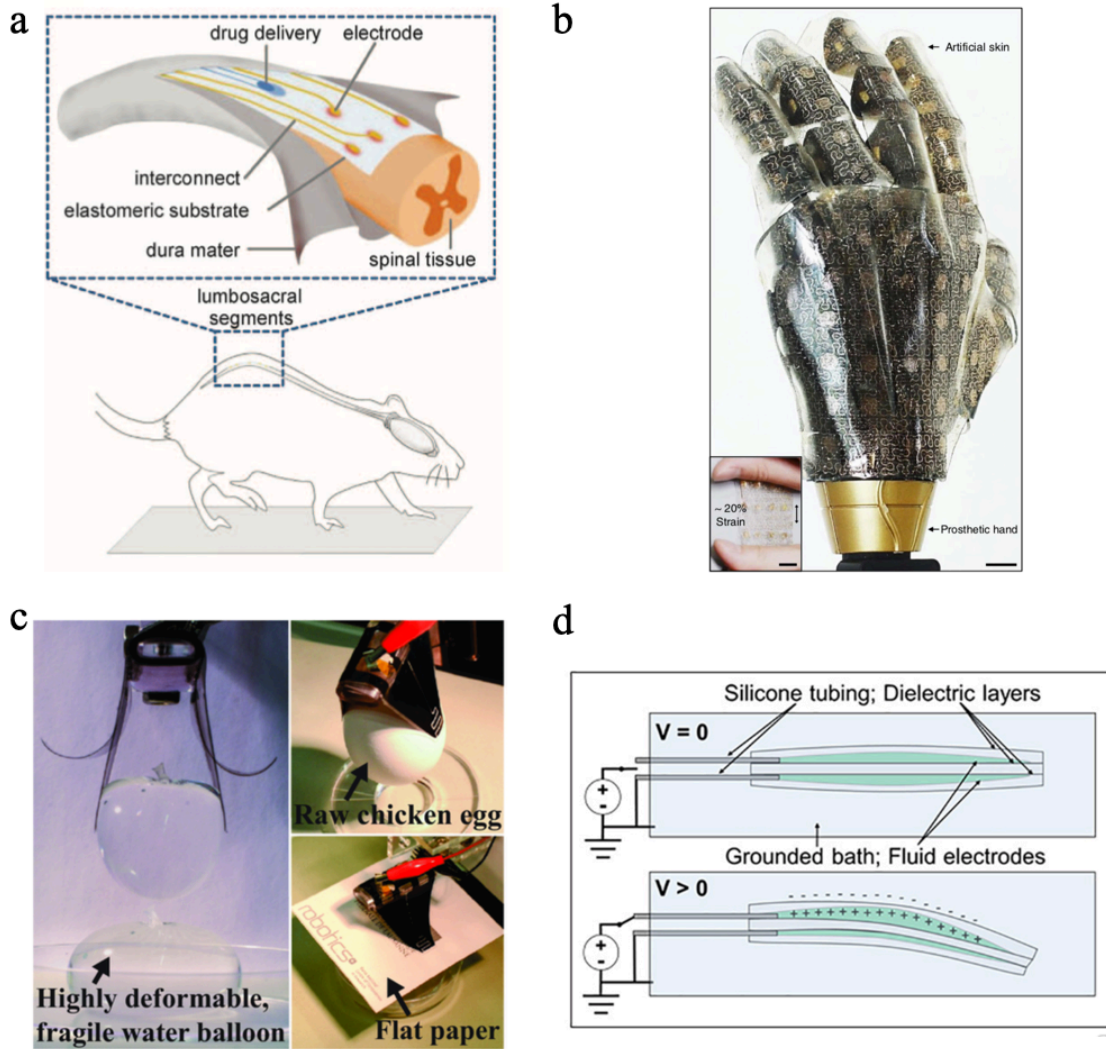 a
drug delivery
electrode
interconnect
elastomeric substrate
dura mater
spinal tissue
lumbosacral
segments
b
Artificial skin
~ 20%
Strain
Prosthetic hand
c
Highly deformable,
fragile water balloon
Raw chicken egg
robotics
Flat paper
d
Silicone tubing; Dielectric layers
V = 0
+
-
Grounded bath; Fluid electrodes
V > 0
- - - - - - - - - - -
+ + + + + + + + + + +
+
-